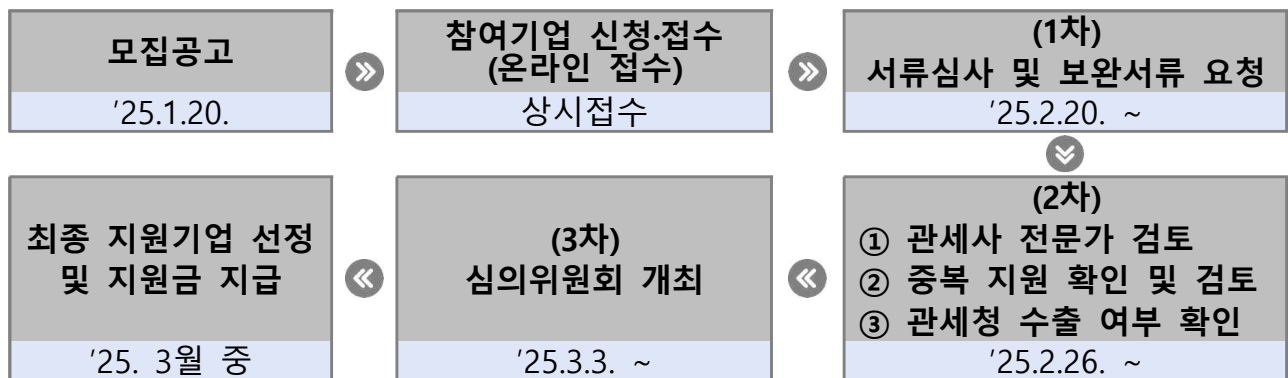 모집공고
'25.1.20.
참여기업 신청·접수
(온라인 접수)
상시접수
(1차)
서류심사 및 보완서류 요청
'25.2.20. ~
(2차)
① 관세사 전문가 검토
② 중복 지원 확인 및 검토
③ 관세청 수출 여부 확인
'25.2.26. ~
(3차)
심의위원회 개최
'25.3.3. ~
최종 지원기업 선정
및 지원금 지급
'25. 3월 중